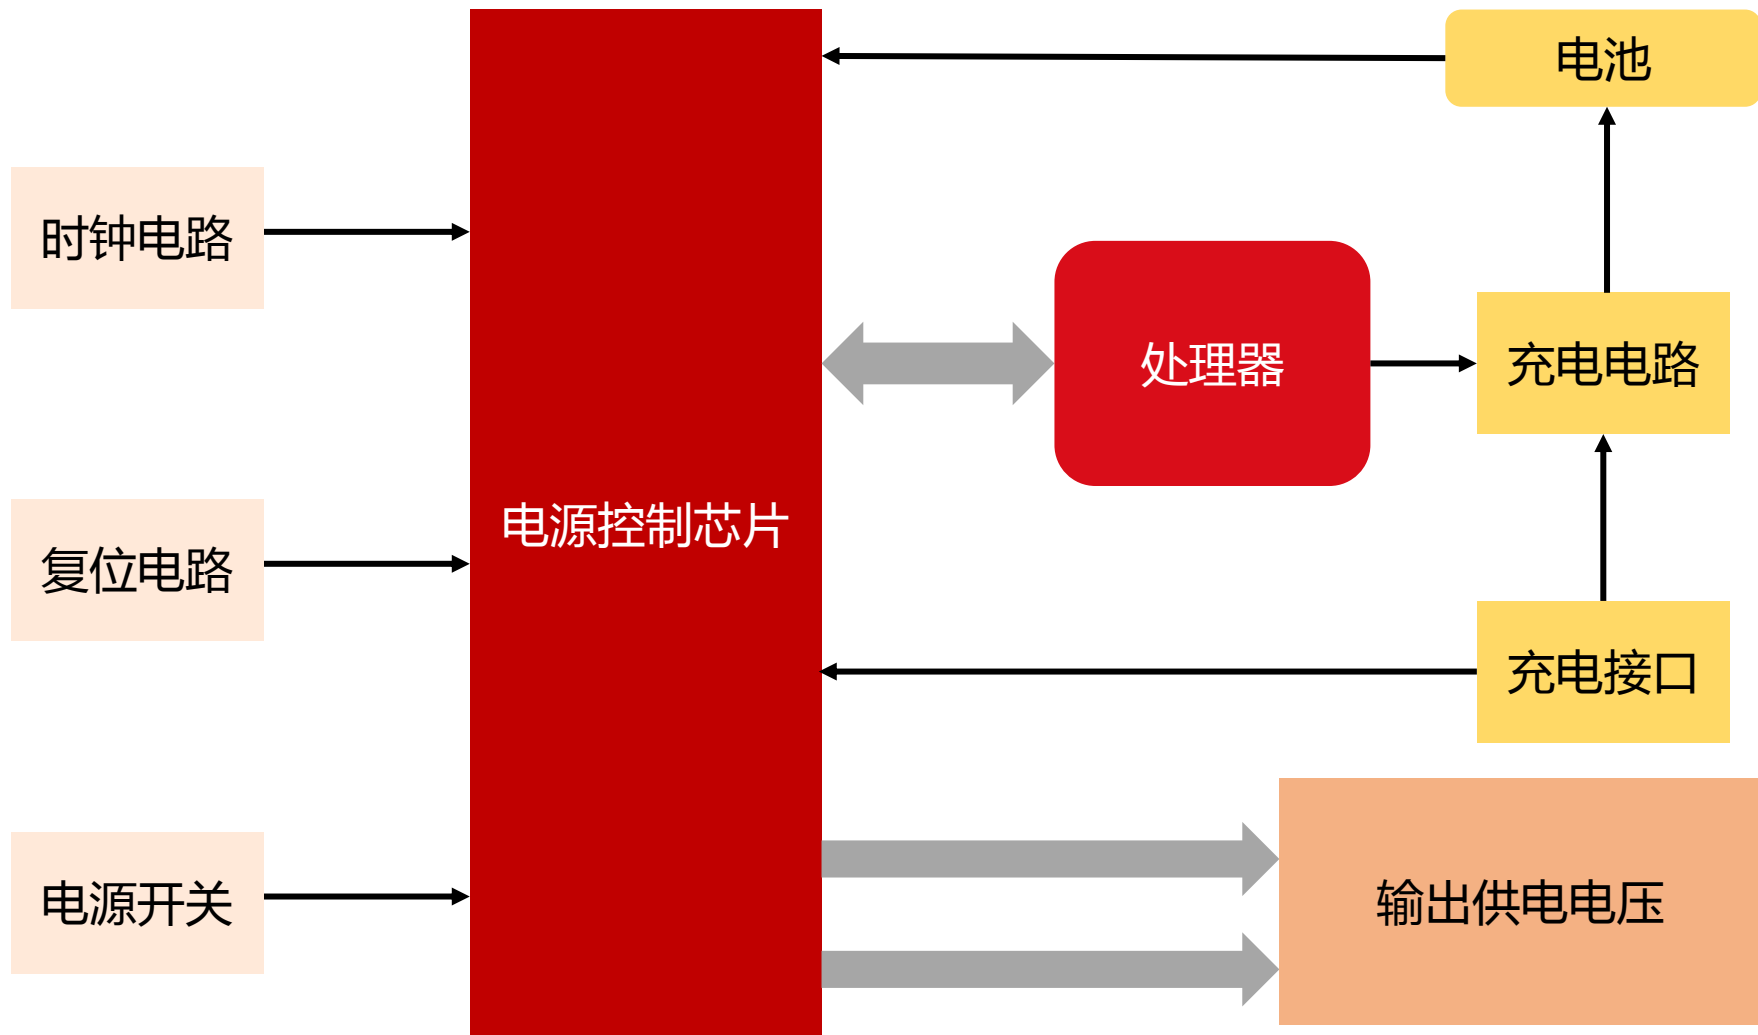 电池
时钟电路
处理器
充电电路
电源控制芯片
复位电路
充电接口
电源开关
输出供电电压